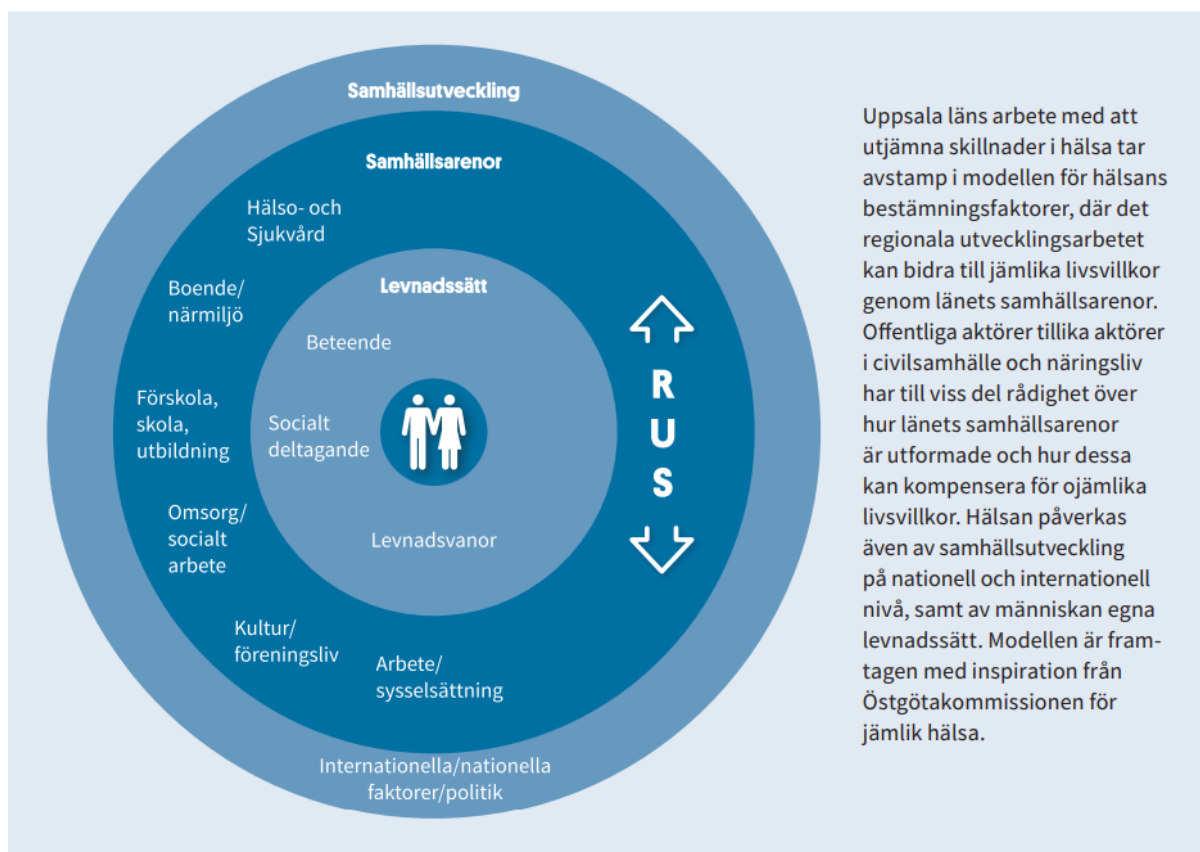 Samhällsutveckling
Samhällsarenor
Hälso- och
Sjukvård
Boende/
närmiljö
Förskola,
skola,
utbildning
Omsorg/
socialt
arbete
Kultur/
föreningsliv
Arbete/
sysselsättning
Levnadssätt
Beteende
Socialt
deltagande
Levnadsvanor
R
U
S
Internationella/nationella
faktorer/politik
Uppsala läns arbete med att
utjämna skillnader i hälsa tar
avstamp i modellen för hälsans
bestämningsfaktorer, där det
regionala utvecklingsarbetet
kan bidra till jämlika livsvillkor
genom länets samhällsarenor.
Offentliga aktörer tillika aktörer
i civilsamhälle och näringsliv
har till viss del rådighet över
hur länets samhällsarenor
är utformade och hur dessa
kan kompensera för ojämlika
livsvillkor. Hälsan påverkas
även av samhällsutveckling
på nationell och internationell
nivå, samt av människan egna
levnadssätt. Modellen är fram-
tagen med inspiration från
Östgötakommissionen för
jämlik hälsa.